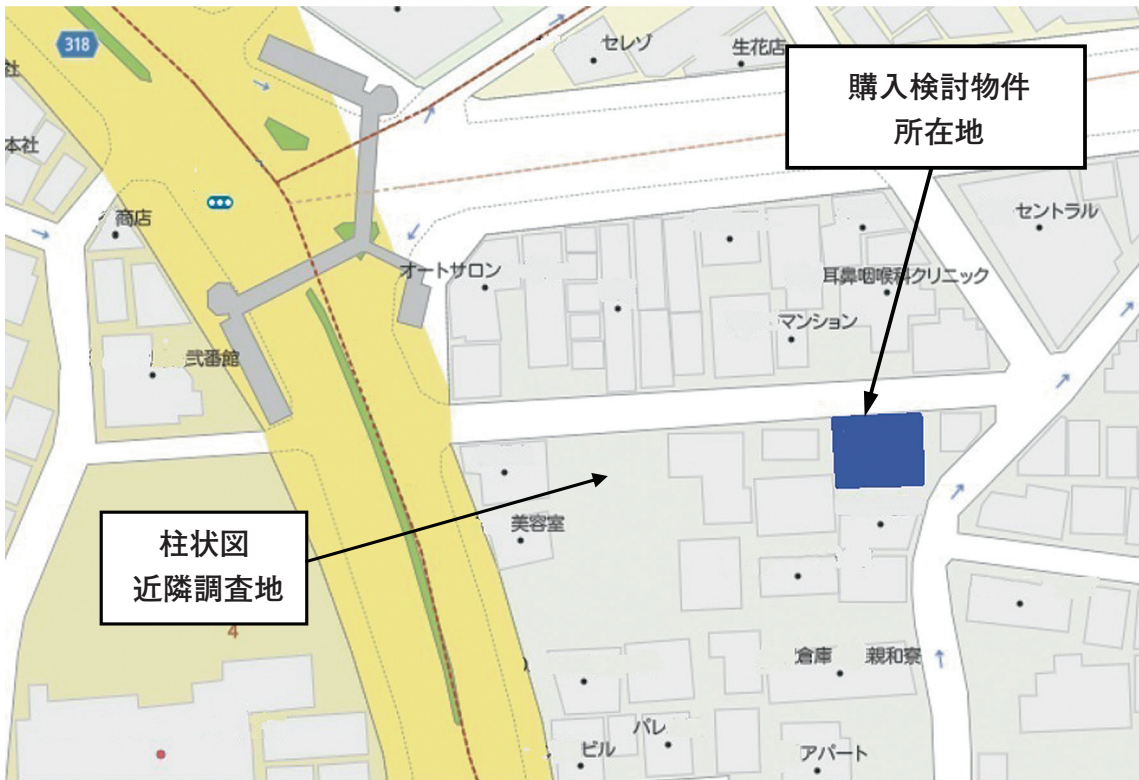 318
セレゾ
生花店
購入検討物件
所在地
社
本社
商店
セントラル
オートサロン
耳鼻咽喉科クリニック
マンション
弐番館
柱状図
近隣調査地
美容室
4
倉庫
親和寮
パレ
ビル
アパート